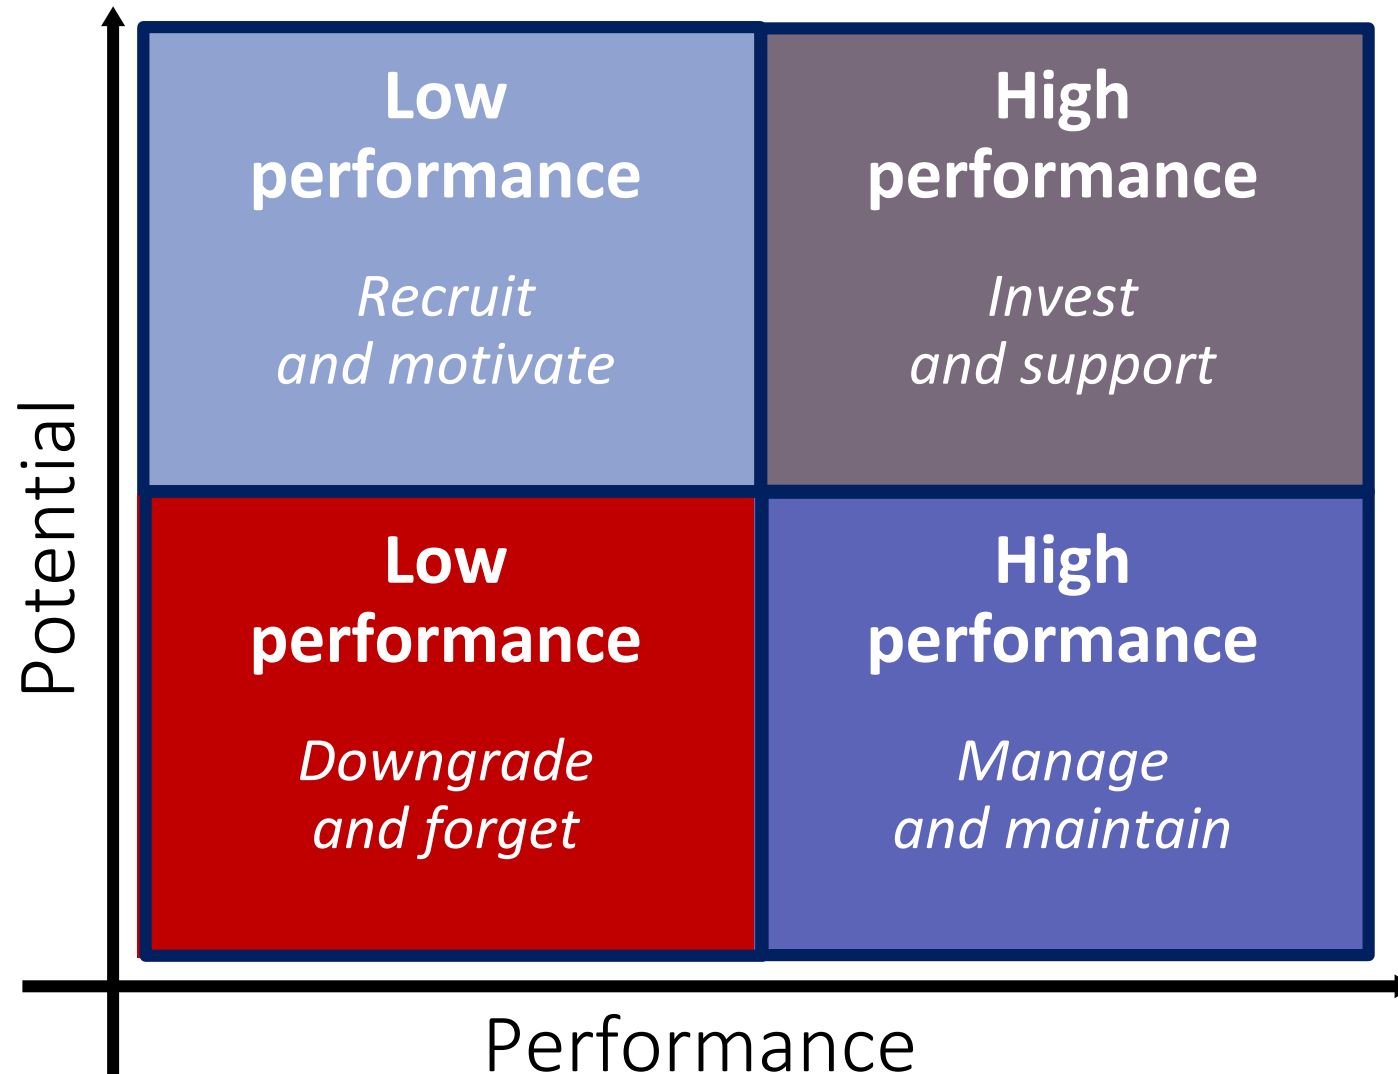 Low
performance
Recruit
and motivate
High
performance
Invest
and support
Low
performance
Downgrade
and forget
High
performance
Manage
and maintain
Potential
Performance